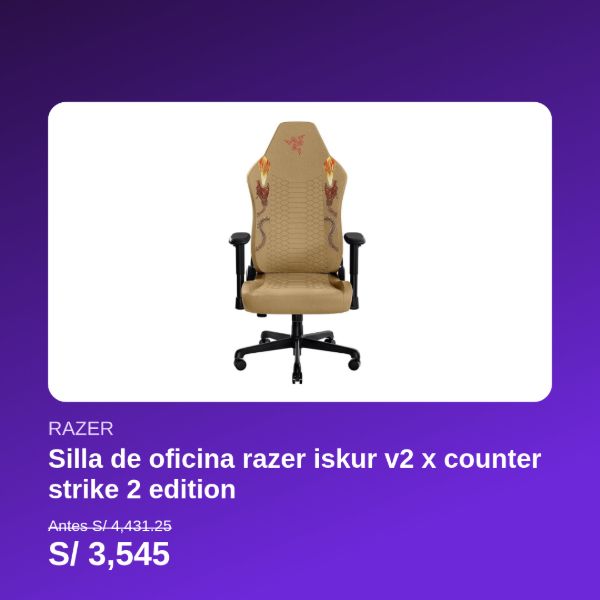 RAZER
Silla de oficina razer iskur v2 x counter
strike 2 edition
Antes S/ 4,431.25
S/ 3,545